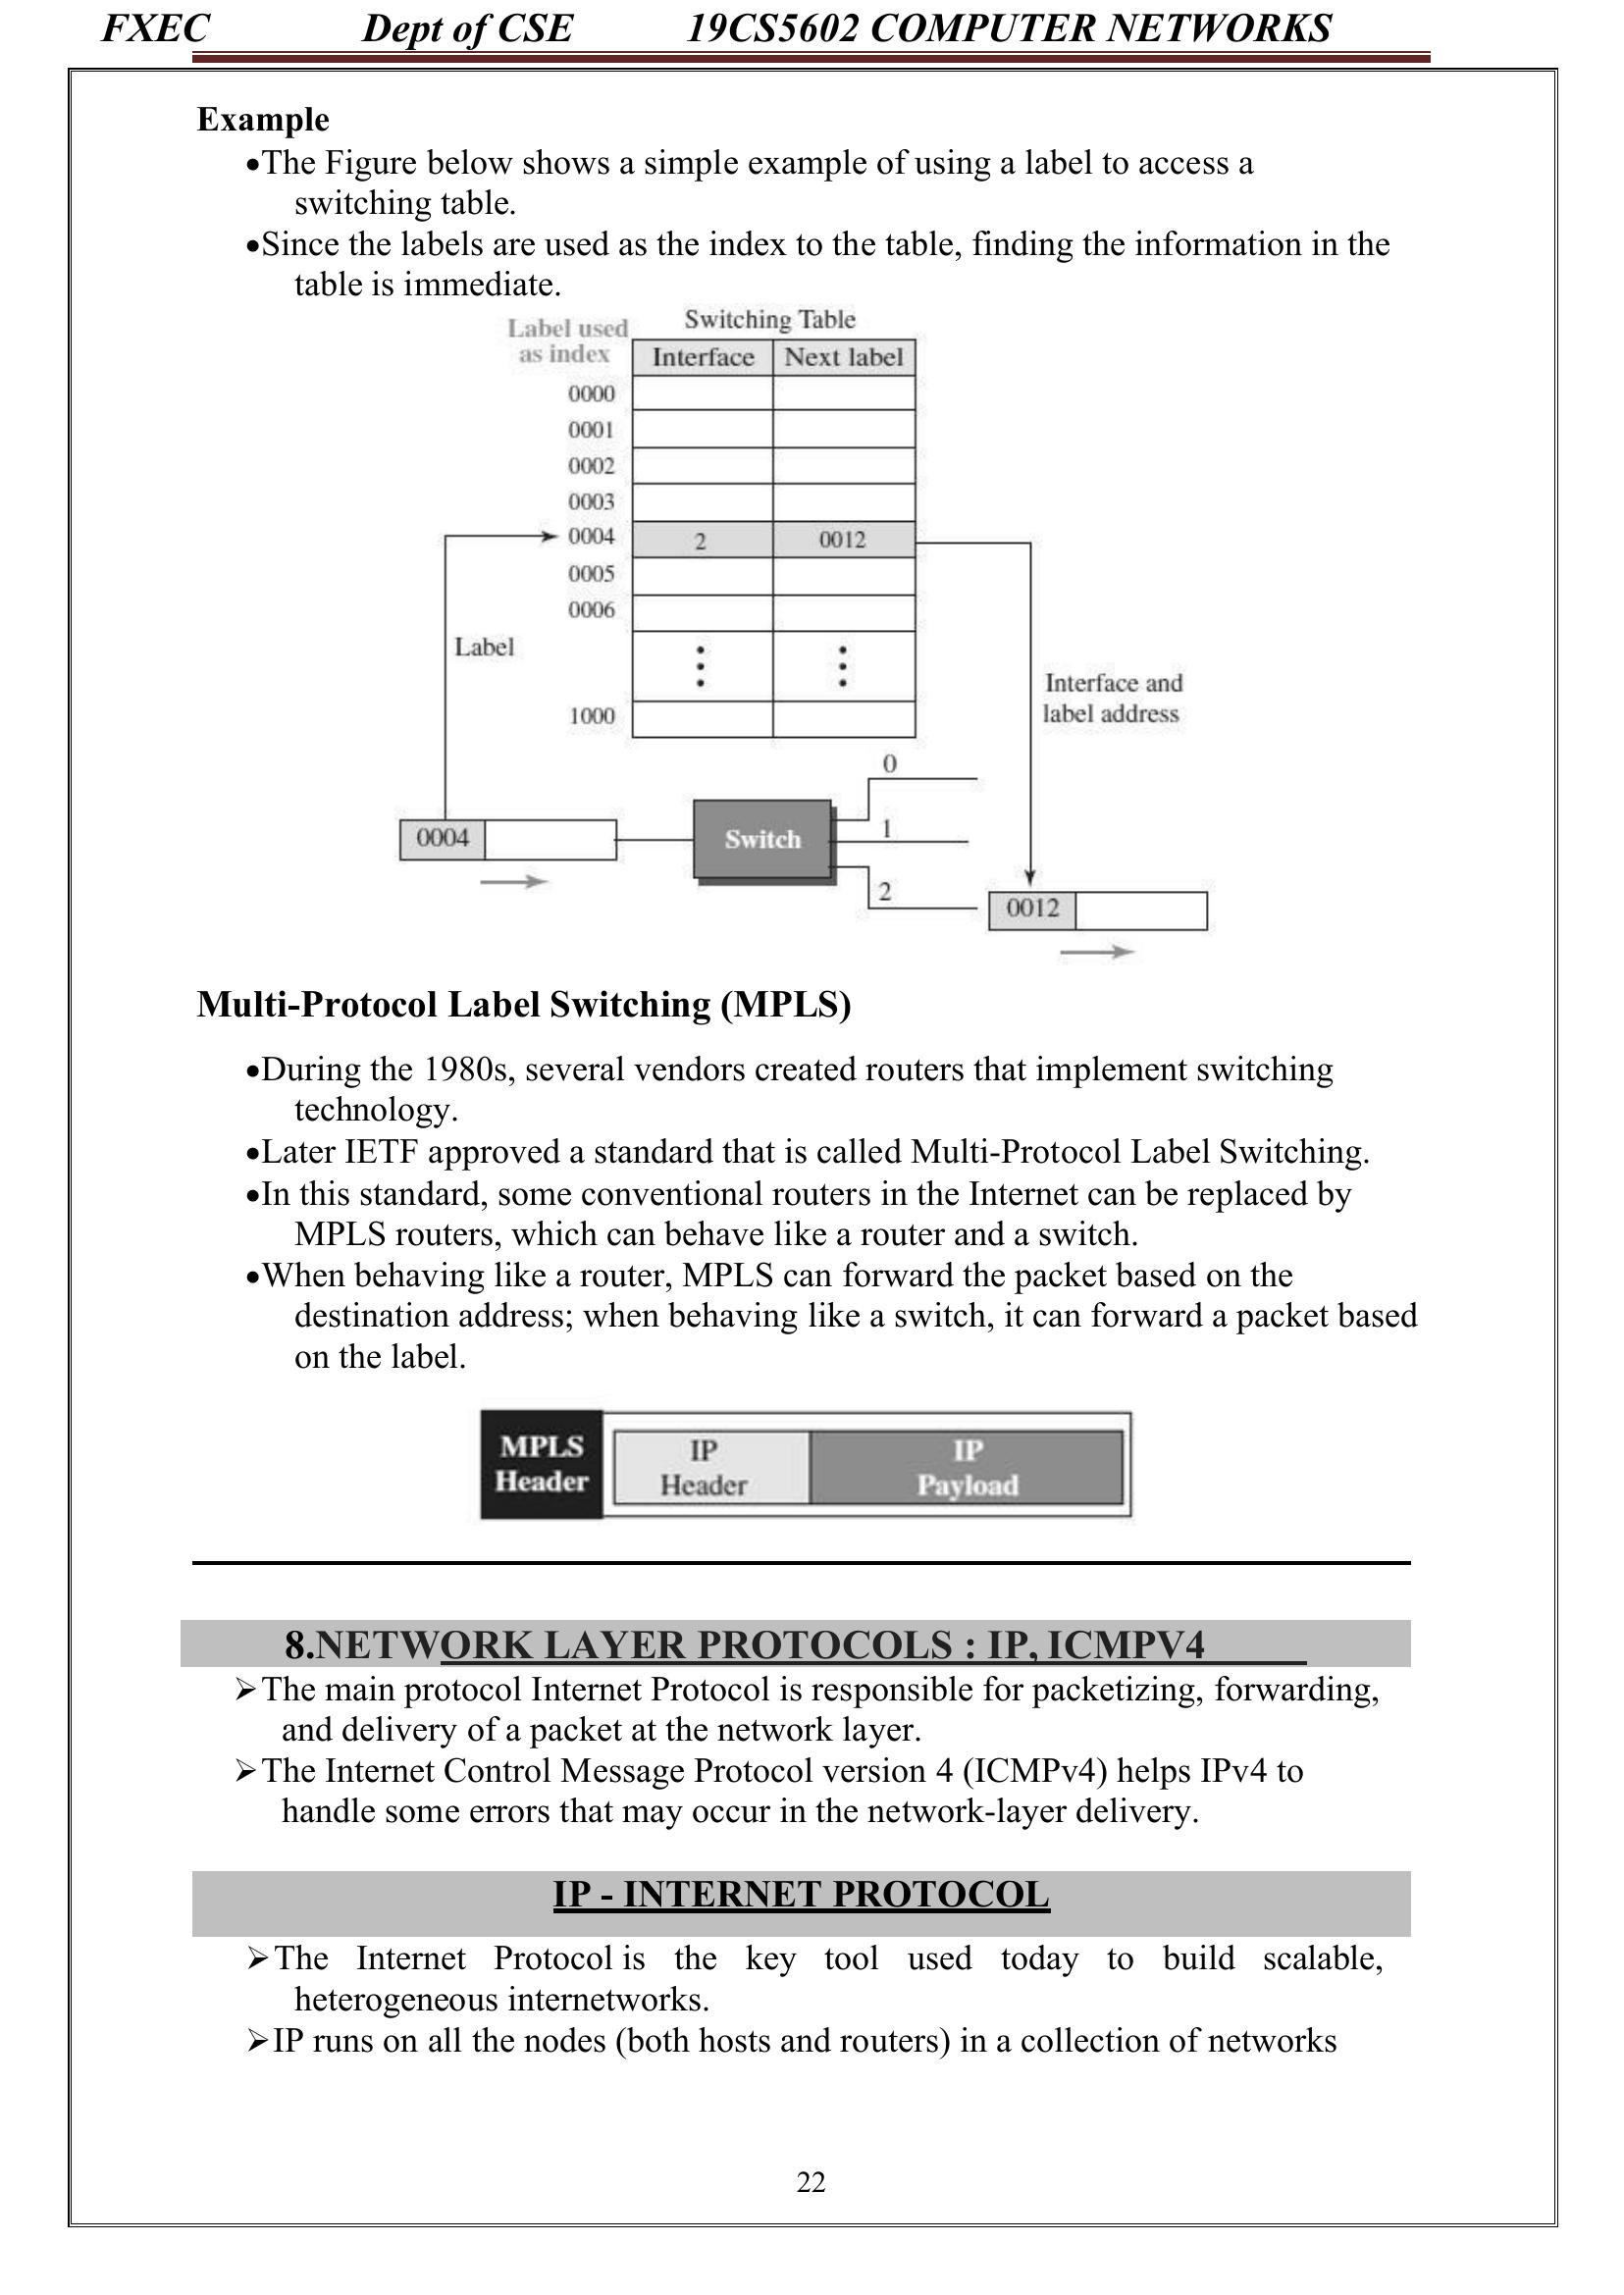 FXEC Dept of CSE 19CS5602 COMPUTER NETWORKS
Example
•The Figure below shows a simple example of using a label to access a
switching table.
•Since the labels are used as the index to the table, finding the information in the
table is immediate.
Label used
as index
Switching Table
Interface Next label
0000
0001
0002
0003
0004 2 0012
0005
0006
Label
Interface and
label address
1000
0
0004 Switch 1
2
0012
Multi-Protocol Label Switching (MPLS)
•During the 1980s, several vendors created routers that implement switching
technology.
•Later IETF approved a standard that is called Multi-Protocol Label Switching.
•In this standard, some conventional routers in the Internet can be replaced by
MPLS routers, which can behave like a router and a switch.
•When behaving like a router, MPLS can forward the packet based on the
destination address; when behaving like a switch, it can forward a packet based
on the label.
MPLS
Header
IP
Header
IP
Payload
8.NETWORK LAYER PROTOCOLS : IP, ICMPV4
➢The main protocol Internet Protocol is responsible for packetizing, forwarding,
and delivery of a packet at the network layer.
➢The Internet Control Message Protocol version 4 (ICMPv4) helps IPv4 to
handle some errors that may occur in the network-layer delivery.
IP - INTERNET PROTOCOL
➢The Internet Protocol is the key tool used today to build scalable,
heterogeneous internetworks.
➢IP runs on all the nodes (both hosts and routers) in a collection of networks
22